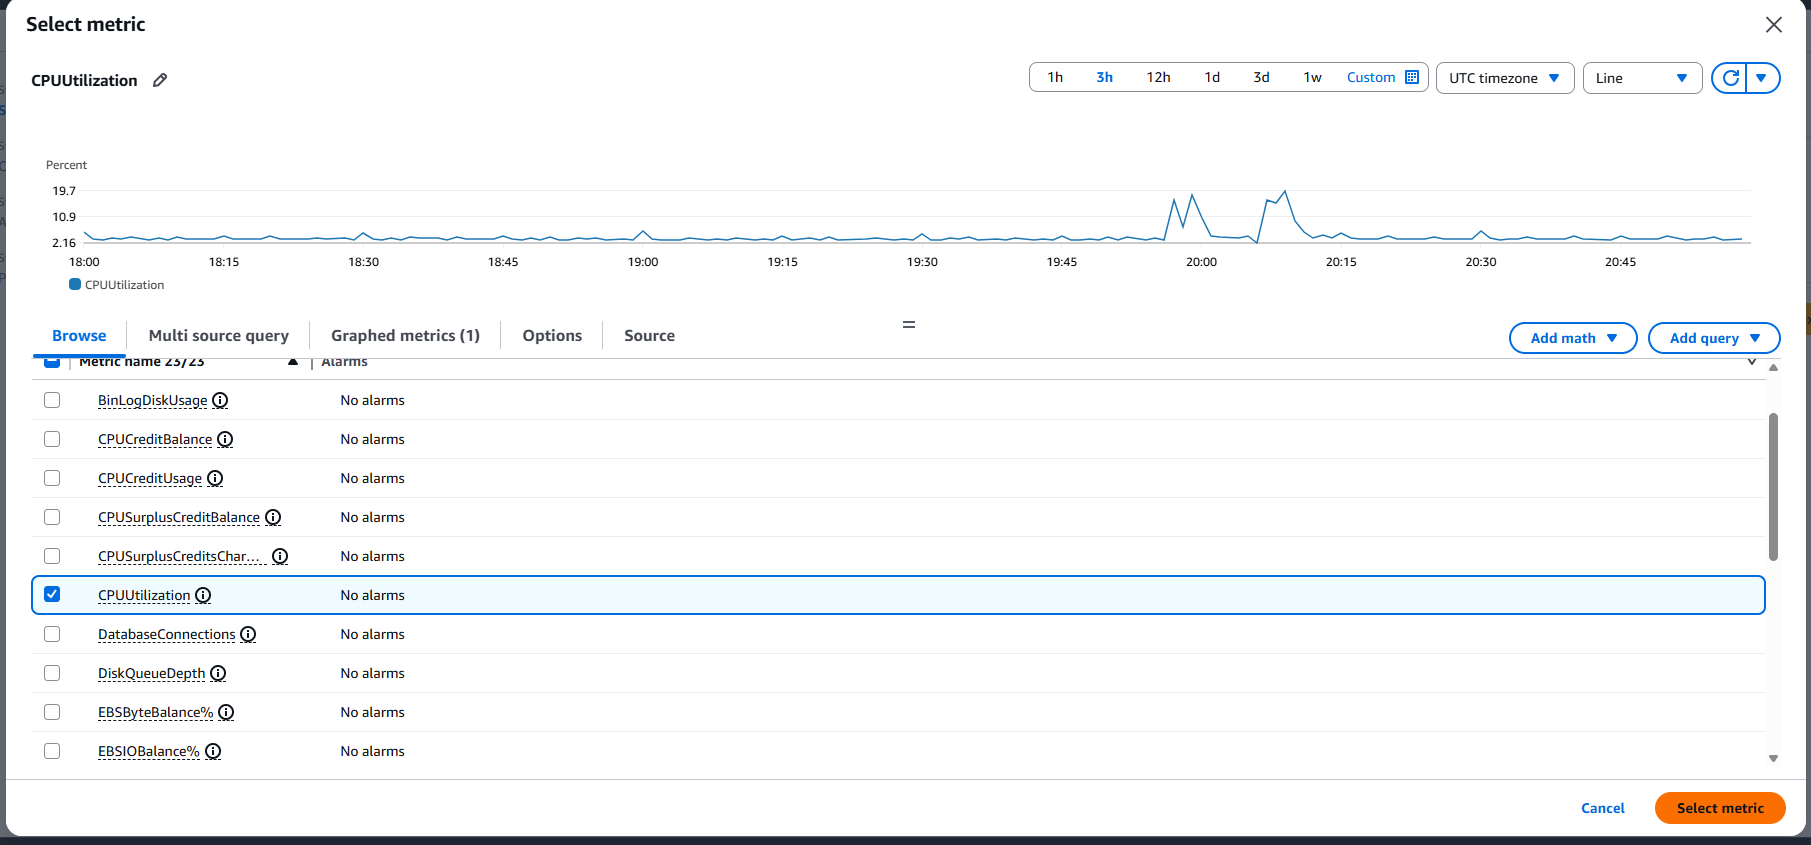 Select metric
CPUUtilization
1h 3h 12h 1d 3d 1w Custom
UTC timezone
Line
Percent
19.7
10.9
2.16
18:00 18:15 18:30 18:45 19:00 19:15 19:30 19:45 20:00 20:15 20:30 20:45
CPUUtilization
Browse Multi source query Graphed metrics (1) Options Source
Add math Add query
Metric name 23/23 Alarms
BinLogDiskUsage No alarms
CPUCreditBalance No alarms
CPUCreditUsage No alarms
CPUSurplusCreditBalance No alarms
CPUSurplusCreditsChar... No alarms
CPUUtilization No alarms
DatabaseConnections No alarms
DiskQueueDepth No alarms
EBSByteBalance% No alarms
EBSIOBalance% No alarms
Cancel Select metric